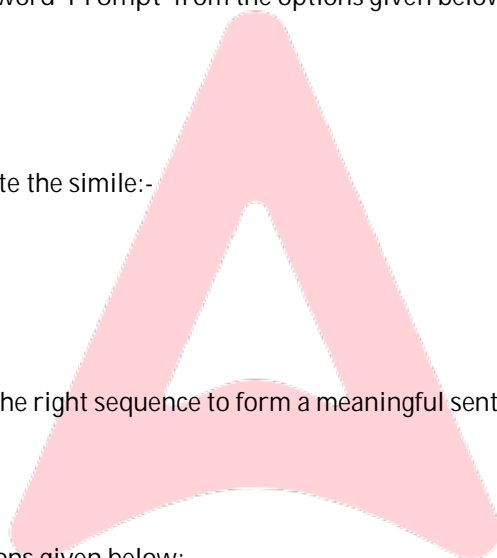 word "Prompt" from the options given below
te the simile:-
he right sequence to form a meaningful sent
ons given below: